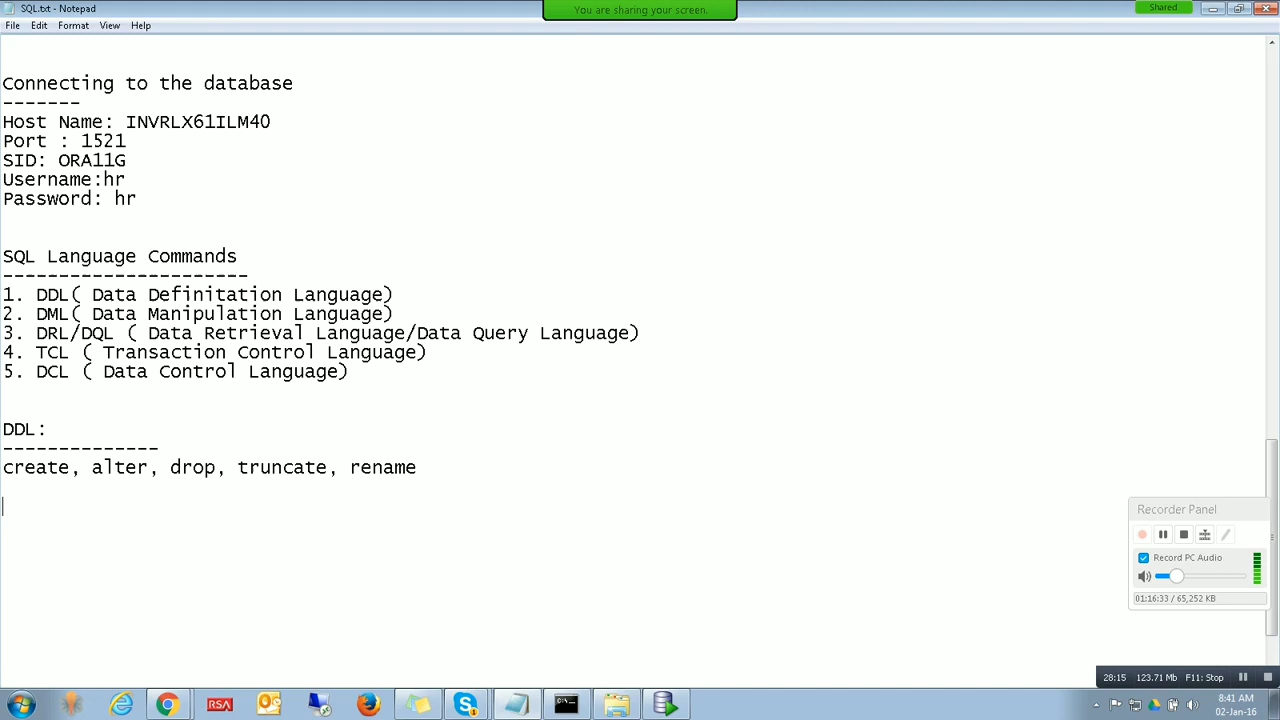 SQL.txt - Notepad
You are sharing your screen.
Shared
File Edit Format View Help
Connecting to the database
-------
Host Name: INVRLX61ILM40
Port : 1521
SID: ORA11G
Username:hr
Password: hr
SQL Language Commands
----------------------
1. DDL( Data Definitation Language)
2. DML( Data Manipulation Language)
3. DRL/DQL ( Data Retrieval Language/Data Query Language)
4. TCL ( Transaction Control Language)
5. DCL ( Data Control Language)
DDL:
--------------
create, alter, drop, truncate, rename
Recorder Panel
Record PC Audio
01:16:33 / 65,252 KB
28:15 123.71 Mb F11: Stop
RSA
8:41 AM
02-Jan-16